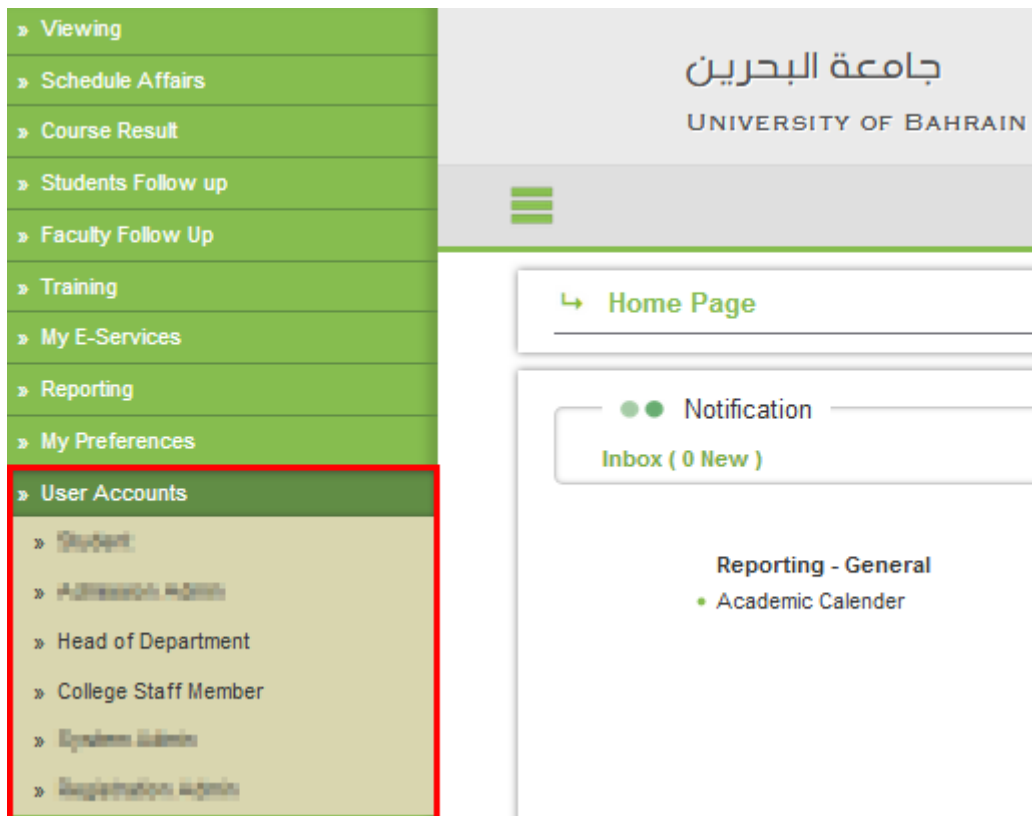 » Viewing
» Schedule Affairs
» Course Result
» Students Follow up
» Faculty Follow Up
» Training
» My E-Services
» Reporting
» My Preferences
» User Accounts
» Head of Department
» College Staff Member
جامعة البحرين
UNIVERSITY OF BAHRAIN
Home Page
Notification
Inbox ( 0 New )
Reporting - General
• Academic Calender